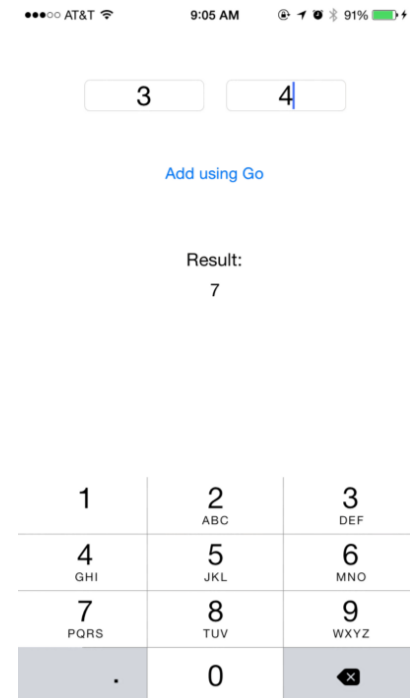 AT&T 9:05 AM 91%
3 4
Add using Go
Result:
7
1 2 3
ABC DEF
4 5 6
GHI JKL MNO
7 8 9
PQRS TUV WXYZ
. 0